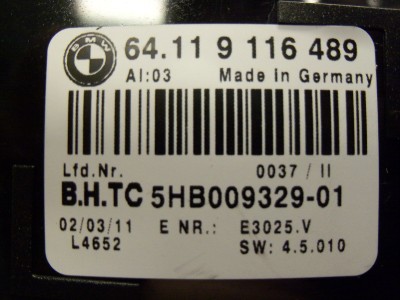 BMW
64.11 9 116 489
AI:03 Made in Germany
Lfd.Nr. 0037 / II
B.H.TC 5HB009329-01
02/03/11 E NR.: E3025.V
L4652 SW: 4.5.010